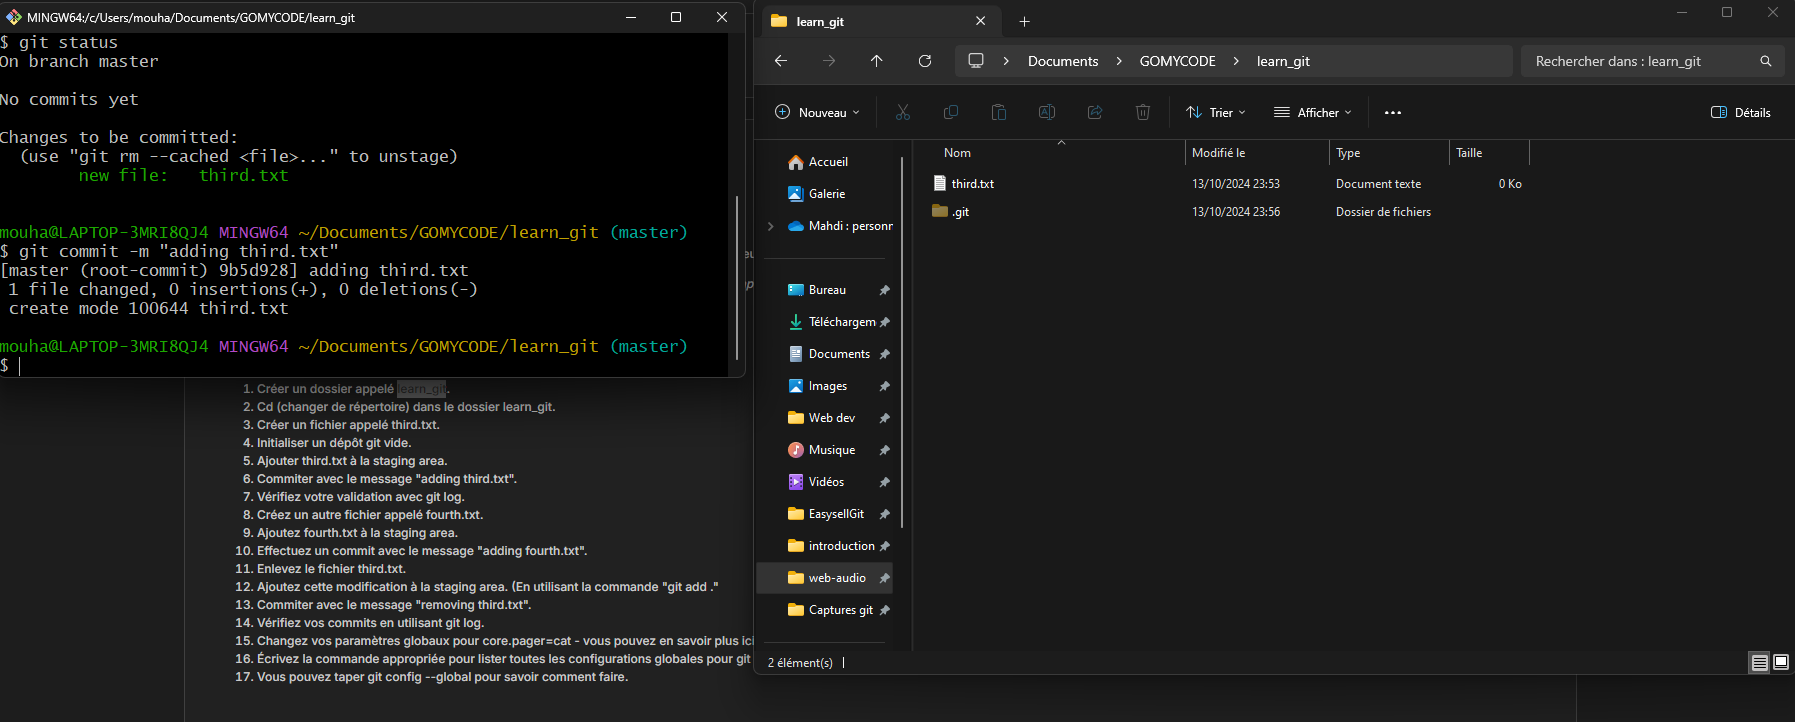 MINGW64:/c/Users/mouha/Documents/GOMYCODE/learn_git
$ git status
On branch master
No commits yet
Changes to be committed:
(use "git rm --cached <file>..." to unstage)
new file:   third.txt
mouha@LAPTOP-3MRI8QJ4 MINGW64 ~/Documents/GOMYCODE/learn_git (master)
$ git commit -m "adding third.txt"
[master (root-commit) 9b5d928] adding third.txt
1 file changed, 0 insertions(+), 0 deletions(-)
create mode 100644 third.txt
mouha@LAPTOP-3MRI8QJ4 MINGW64 ~/Documents/GOMYCODE/learn_git (master)
$
1. Créer un dossier appelé learn_git.
2. Cd (changer de répertoire) dans le dossier learn_git.
3. Créer un fichier appelé third.txt.
4. Initialiser un dépôt git vide.
5. Ajouter third.txt à la staging area.
6. Commiter avec le message "adding third.txt".
7. Vérifiez votre validation avec git log.
8. Créez un autre fichier appelé fourth.txt.
9. Ajoutez fourth.txt à la staging area.
10. Effectuez un commit avec le message "adding fourth.txt".
11. Enlevez le fichier third.txt.
12. Ajoutez cette modification à la staging area. (En utilisant la commande "git add ."
13. Commiter avec le message "removing third.txt".
14. Vérifiez vos commits en utilisant git log.
15. Changez vos paramètres globaux pour core.pager=cat - vous pouvez en savoir plus ici
16. Écrivez la commande appropriée pour lister toutes les configurations globales pour git
17. Vous pouvez taper git config --global pour savoir comment faire.
learn_git
Documents > GOMYCODE > learn_git
Rechercher dans : learn_git
Nouveau
Trier
Afficher
Détails
Accueil
Galerie
Mahdi : personr
Bureau
Téléchargem
Documents
Images
Web dev
Musique
Vidéos
EasysellGit
introduction
web-audio
Captures git
Nom Modifié le Type Taille
third.txt 13/10/2024 23:53 Document texte 0 Ko
.git 13/10/2024 23:56 Dossier de fichiers
2 élément(s)